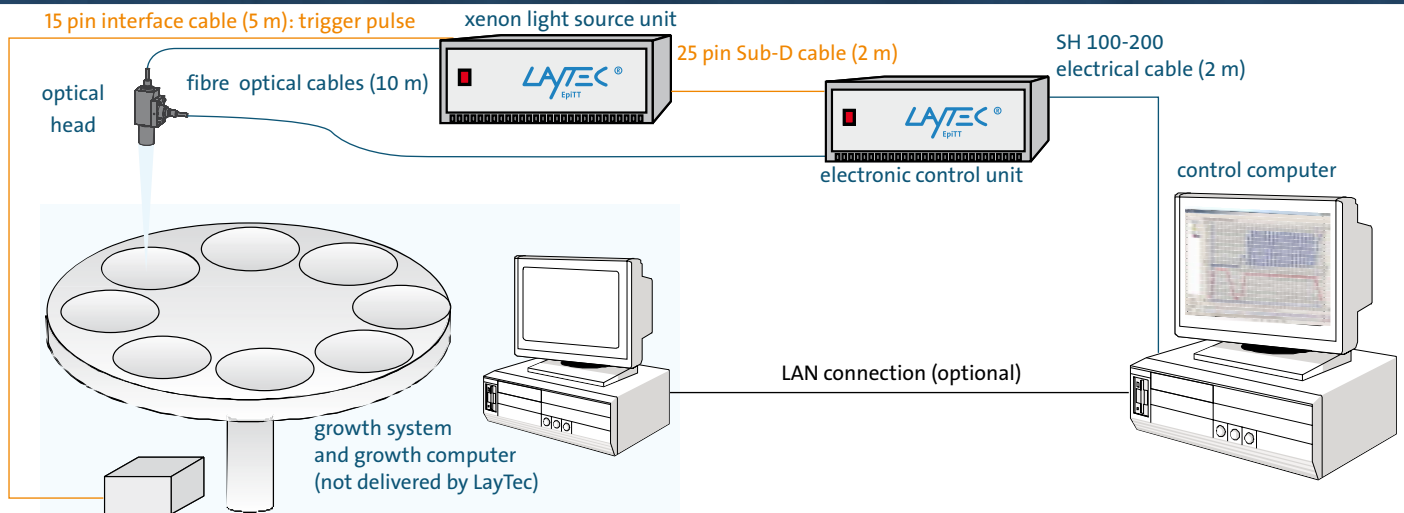 15 pin interface cable (5 m): trigger pulse
xenon light source unit
LAYTEC ®
EpiTT
25 pin Sub-D cable (2 m)
SH 100-200
electrical cable (2 m)
optical
head
fibre optical cables (10 m)
LAYTEC ®
EpiTT
electronic control unit
control computer
LAN connection (optional)
growth system
and growth computer
(not delivered by LayTec)